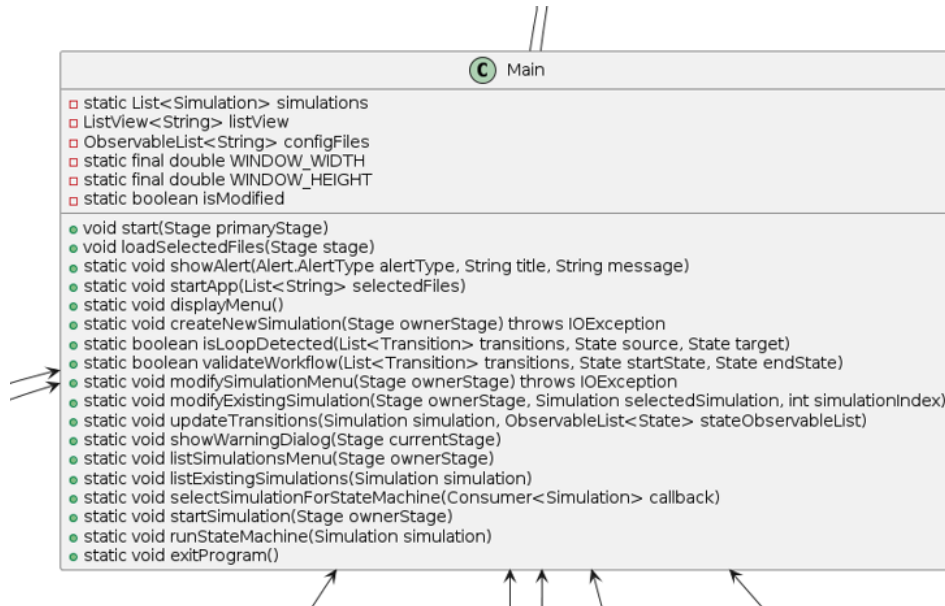 C Main
static List<Simulation> simulations
ListView<String> listView
ObservableList<String> configFiles
static final double WINDOW_WIDTH
static final double WINDOW_HEIGHT
static boolean isModified
void start(Stage primaryStage)
void loadSelectedFiles(Stage stage)
static void showAlert(Alert.AlertType alertType, String title, String message)
static void startApp(List<String> selectedFiles)
static void displayMenu()
static void createNewSimulation(Stage ownerStage) throws IOException
static boolean isLoopDetected(List<Transition> transitions, State source, State target)
static boolean validateWorkflow(List<Transition> transitions, State startState, State endState)
static void modifySimulationMenu(Stage ownerStage) throws IOException
static void modifyExistingSimulation(Stage ownerStage, Simulation selectedSimulation, int simulationIndex)
static void updateTransitions(Simulation simulation, ObservableList<State> stateObservableList)
static void showWarningDialog(Stage currentStage)
static void listSimulationsMenu(Stage ownerStage)
static void listExistingSimulations(Simulation simulation)
static void selectSimulationForStateMachine(Consumer<Simulation> callback)
static void startSimulation(Stage ownerStage)
static void runStateMachine(Simulation simulation)
static void exitProgram()